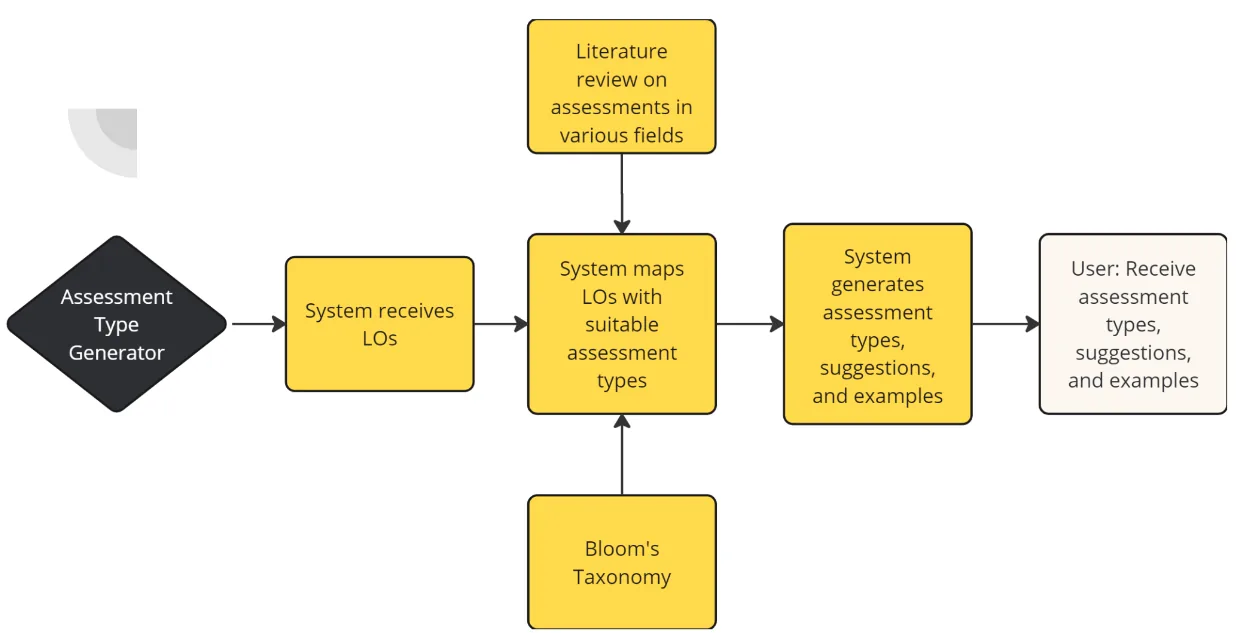 Literature
review on
assessments in
various fields
Assessment
Type
Generator
System receives
LOs
System maps
LOs with
suitable
assessment
types
System
generates
assessment
types,
suggestions,
and examples
User: Receive
assessment
types,
suggestions,
and examples
Bloom's
Taxonomy